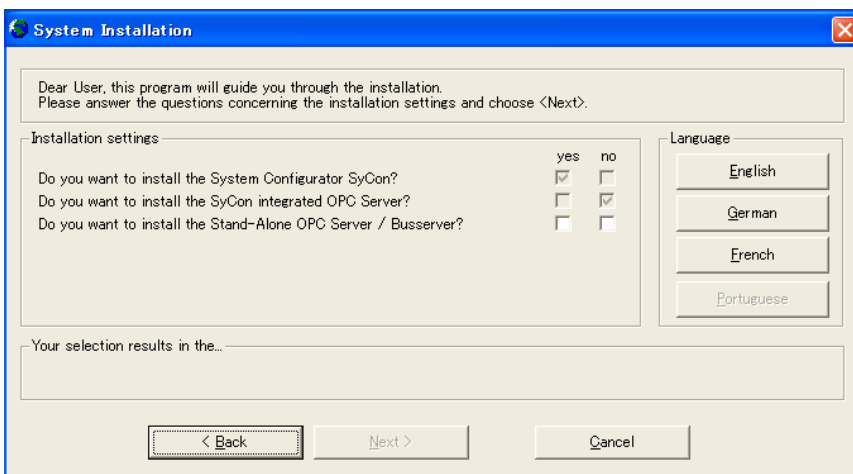 System Installation
Dear User, this program will guide you through the installation.
Please answer the questions concerning the installation settings and choose <Next>.
Installation settings
yes no
Do you want to install the System Configurator SyCon?
Do you want to install the SyCon integrated OPC Server?
Do you want to install the Stand-Alone OPC Server / Busserver?
Language
English
German
French
Portuguese
Your selection results in the...
< Back
Next >
Cancel